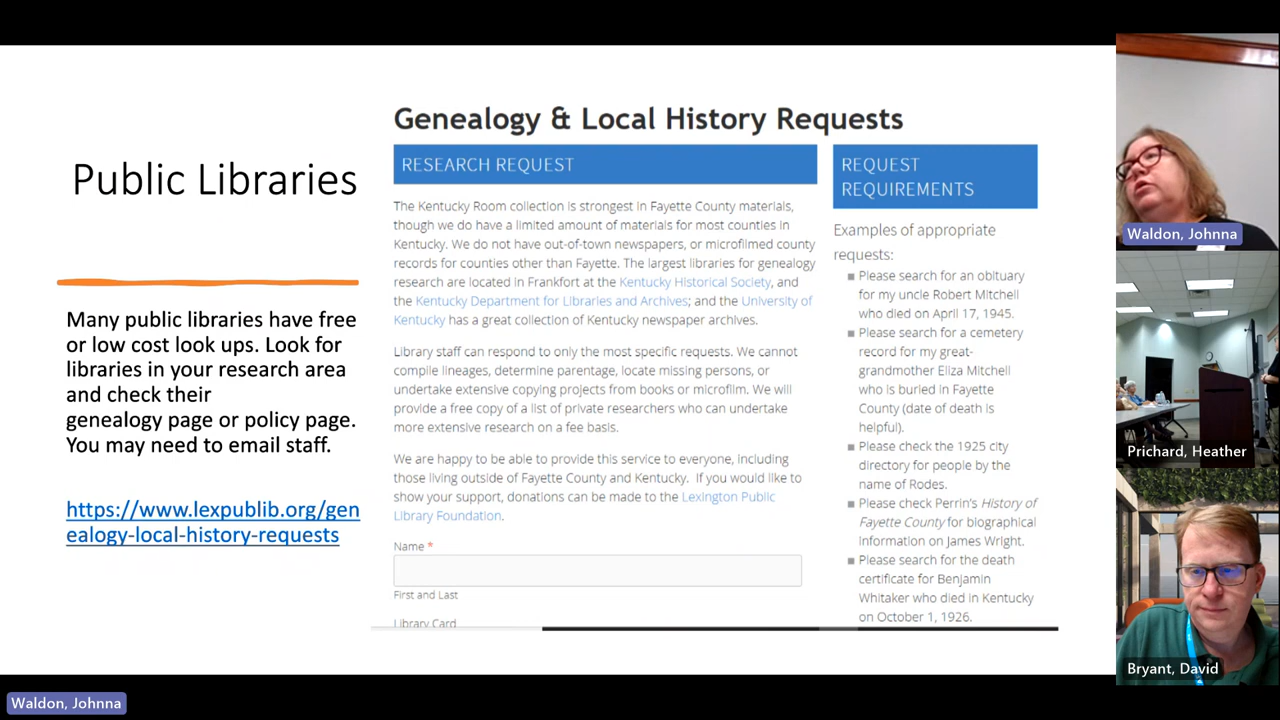 Public Libraries
Many public libraries have free
or low cost look ups. Look for
libraries in your research area
and check their
genealogy page or policy page.
You may need to email staff.
https://www.lexpublib.org/gen
ealogy-local-history-requests
Genealogy & Local History Requests
RESEARCH REQUEST
The Kentucky Room collection is strongest in Fayette County materials,
though we do have a limited amount of materials for most counties in
Kentucky. We do not have out-of-town newspapers, or microfilmed county
records for counties other than Fayette. The largest libraries for genealogy
research are located in Frankfort at the Kentucky Historical Society, and
the Kentucky Department for Libraries and Archives; and the University of
Kentucky has a great collection of Kentucky newspaper archives.
Library staff can respond to only the most specific requests. We cannot
compile lineages, determine parentage, locate missing persons, or
undertake extensive copying projects from books or microfilm. We will
provide a free copy of a list of private researchers who can undertake
more extensive research on a fee basis.
We are happy to be able to provide this service to everyone, including
those living outside of Fayette County and Kentucky. If you would like to
show your support, donations can be made to the Lexington Public
Library Foundation.
Name *
First and Last
Library Card
REQUEST
REQUIREMENTS
Examples of appropriate
requests:
Please search for an obituary
for my uncle Robert Mitchell
who died on April 17, 1945.
Please search for a cemetery
record for my great-
grandmother Eliza Mitchell
who is buried in Fayette
County (date of death is
helpful).
Please check the 1925 city
directory for people by the
name of Rodes.
Please check Perrin's History of
Fayette County for biographical
information on James Wright.
Please search for the death
certificate for Benjamin
Whitaker who died in Kentucky
on October 1, 1926.
Waldon, Johnna
Prichard, Heather
Bryant, David
Waldon, Johnna